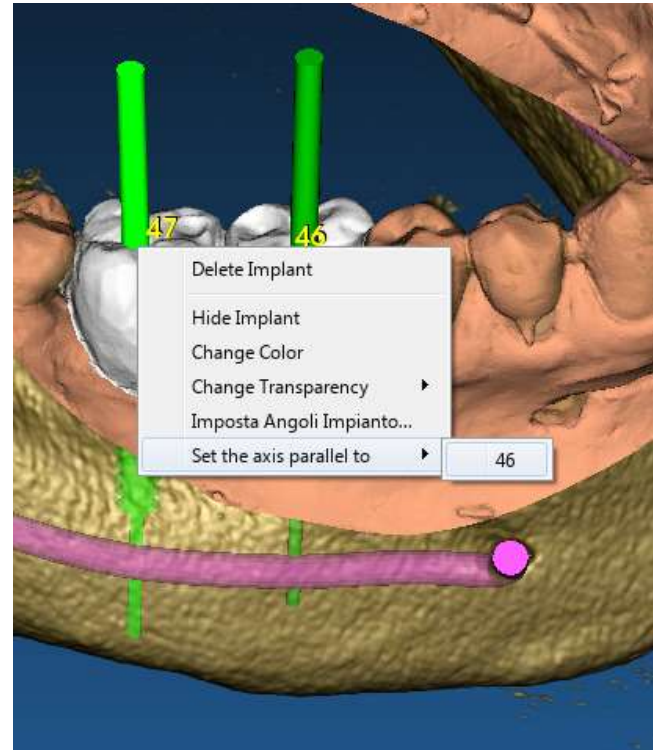 47
46
Delete Implant
Hide Implant
Change Color
Change Transparency
Imposta Angoli Impianto...
Set the axis parallel to
46